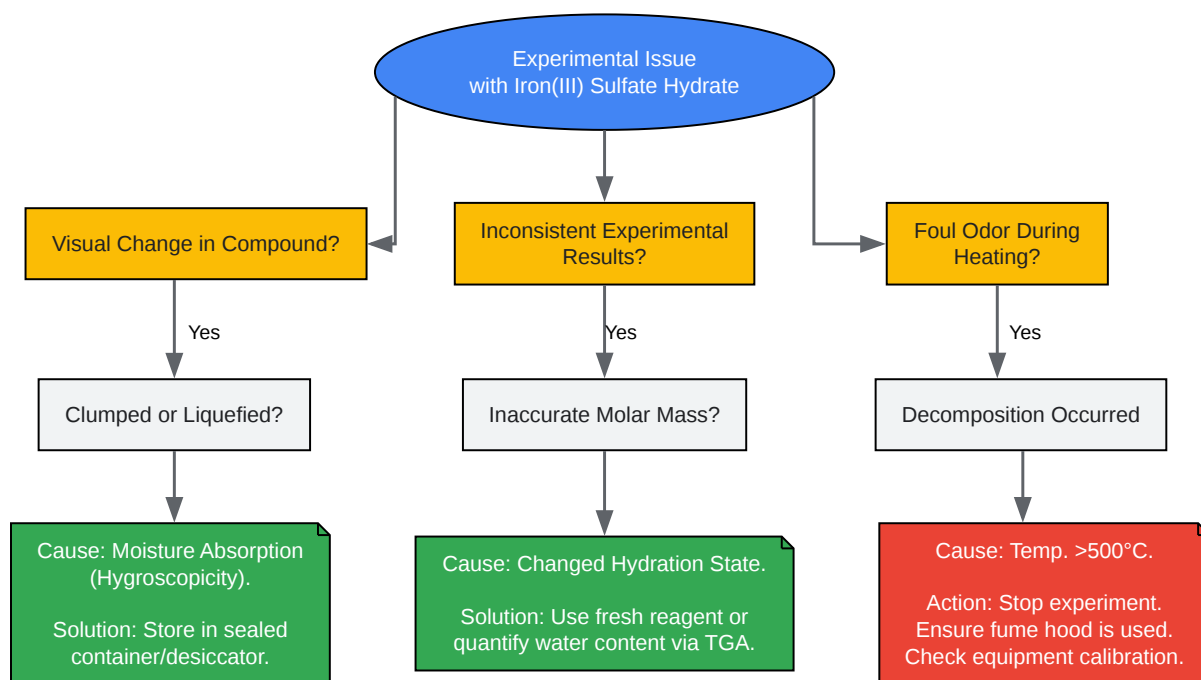 Experimental Issue
with Iron(III) Sulfate Hydrate
Visual Change in Compound?
Inconsistent Experimental
Results?
Foul Odor During
Heating?
Yes
Yes
Yes
Clumped or Liquefied?
Inaccurate Molar Mass?
Decomposition Occurred
Cause: Moisture Absorption
(Hygroscopicity).
Solution: Store in sealed
container/desiccator.
Cause: Changed Hydration State.
Solution: Use fresh reagent or
quantify water content via TGA.
Cause: Temp. >500°C.
Action: Stop experiment.
Ensure fume hood is used.
Check equipment calibration.